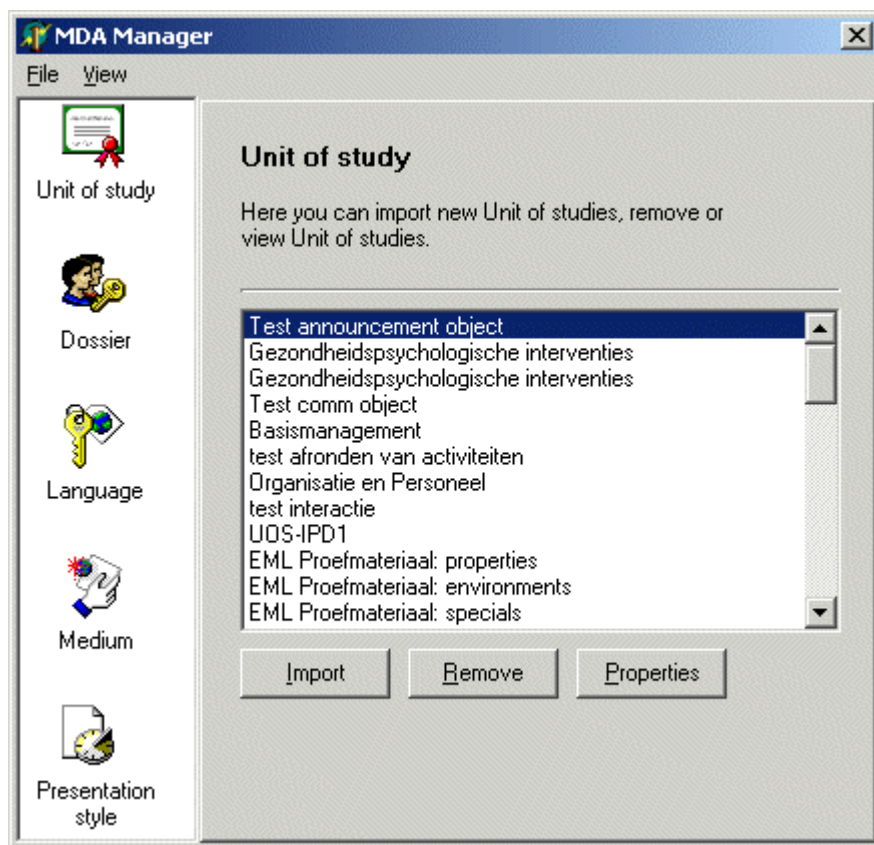 MDA Manager
File View
Unit of study
Dossier
Language
Medium
Presentation
style
Unit of study
Here you can import new Unit of studies, remove or
view Unit of studies.
Test announcement object
Gezondheidspsychologische interventies
Gezondheidspsychologische interventies
Test comm object
Basismanagement
test afronden van activiteiten
Organisatie en Personeel
test interactie
UOS-IPD1
EML Proefmateriaal: properties
EML Proefmateriaal: environments
EML Proefmateriaal: specials
Import Remove Properties